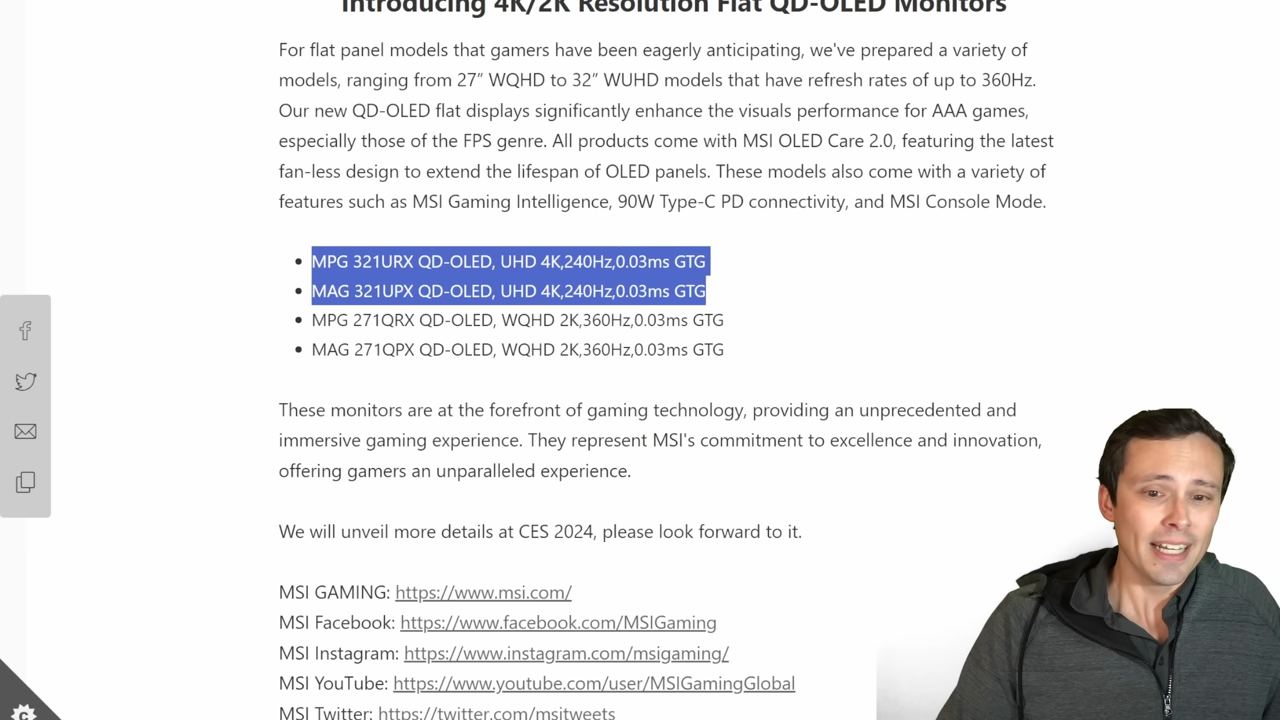 Introducing 4K/2K Resolution Flat QD-OLED Monitors
For flat panel models that gamers have been eagerly anticipating, we've prepared a variety of
models, ranging from 27” WQHD to 32” WUHD models that have refresh rates of up to 360Hz.
Our new QD-OLED flat displays significantly enhance the visuals performance for AAA games,
especially those of the FPS genre. All products come with MSI OLED Care 2.0, featuring the latest
fan-less design to extend the lifespan of OLED panels. These models also come with a variety of
features such as MSI Gaming Intelligence, 90W Type-C PD connectivity, and MSI Console Mode.
• MPG 321URX QD-OLED, UHD 4K,240Hz,0.03ms GTG
• MAG 321UPX QD-OLED, UHD 4K,240Hz,0.03ms GTG
• MPG 271QRX QD-OLED, WQHD 2K,360Hz,0.03ms GTG
• MAG 271QPX QD-OLED, WQHD 2K,360Hz,0.03ms GTG
These monitors are at the forefront of gaming technology, providing an unprecedented and
immersive gaming experience. They represent MSI's commitment to excellence and innovation,
offering gamers an unparalleled experience.
We will unveil more details at CES 2024, please look forward to it.
MSI GAMING: https://www.msi.com/
MSI Facebook: https://www.facebook.com/MSIGaming
MSI Instagram: https://www.instagram.com/msigaming/
MSI YouTube: https://www.youtube.com/user/MSIGamingGlobal
MSI Twitter: https://twitter.com/msitweets